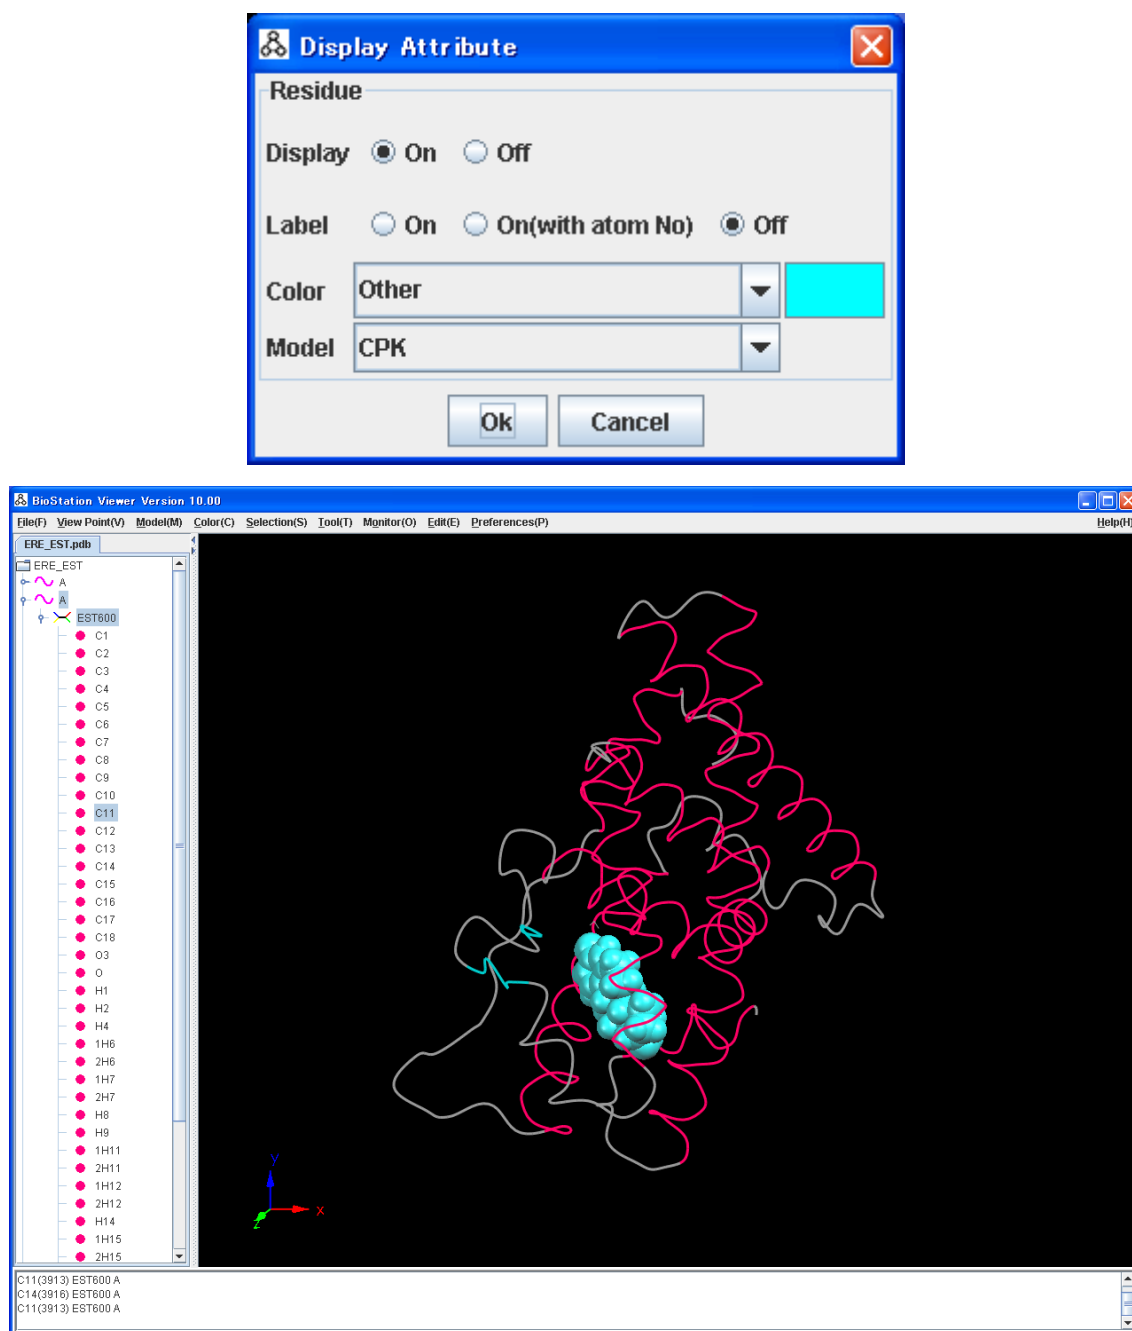 Display Attribute
Residue
Display On Off
Label On On(with atom No) Off
Color Other
Model CPK
Ok Cancel
BioStation Viewer Version 10.00
File(F) View Point(V) Model(M) Color(C) Selection(S) Tool(T) Monitor(O) Edit(E) Preferences(P) Help(H)
ERE_EST.pdb
ERE_EST
A
A
EST600
C1
C2
C3
C4
C5
C6
C7
C8
C9
C10
C11
C12
C13
C14
C15
C16
C17
C18
O3
O
H1
H2
H4
1H6
2H6
1H7
2H7
H8
H9
1H11
2H11
1H12
2H12
H14
1H15
2H15
y
x
z
C11(3913) EST600 A
C14(3916) EST600 A
C11(3913) EST600 A